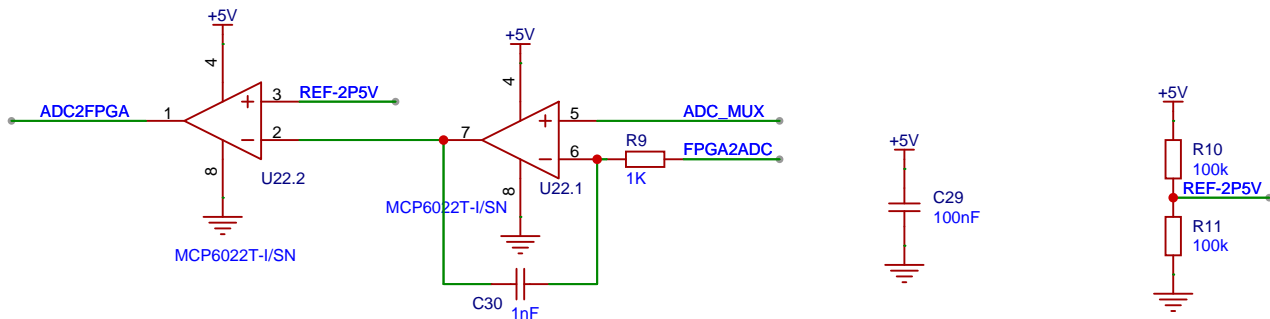 +5V
4
3
REF-2P5V
ADC2FPGA
1
2
8
U22.2
MCP6022T-I/SN
+5V
4
5
ADC_MUX
7
R9
6
FPGA2ADC
1K
8
U22.1
MCP6022T-I/SN
C30
1nF
+5V
C29
100nF
+5V
R10
100k
REF-2P5V
R11
100k